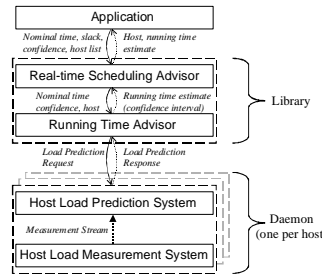 Application
Nominal time, slack,
confidence, host list
Host, running time
estimate
Real-time Scheduling Advisor
Nominal time
confidence, host
Running time estimate
(confidence interval)
Running Time Advisor
Library
Load Prediction
Request
Load Prediction
Response
Host Load Prediction System
Measurement Stream
Host Load Measurement System
Daemon
(one per host)